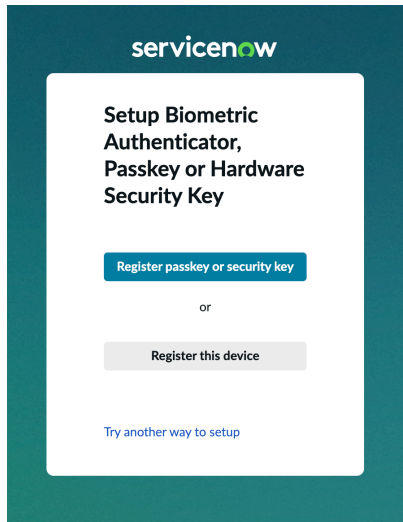 servicenow
Setup Biometric
Authenticator,
Passkey or Hardware
Security Key
Register passkey or security key
or
Register this device
Try another way to setup